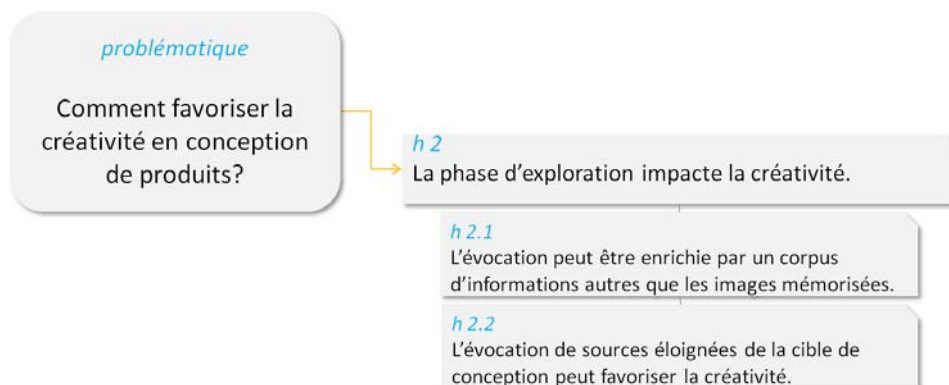 problématique
Comment favoriser la
créativité en conception
de produits?
h 2
La phase d'exploration impacte la créativité.
h 2.1
L'évocation peut être enrichie par un corpus
d'informations autres que les images mémorisées.
h 2.2
L'évocation de sources éloignées de la cible de
conception peut favoriser la créativité.